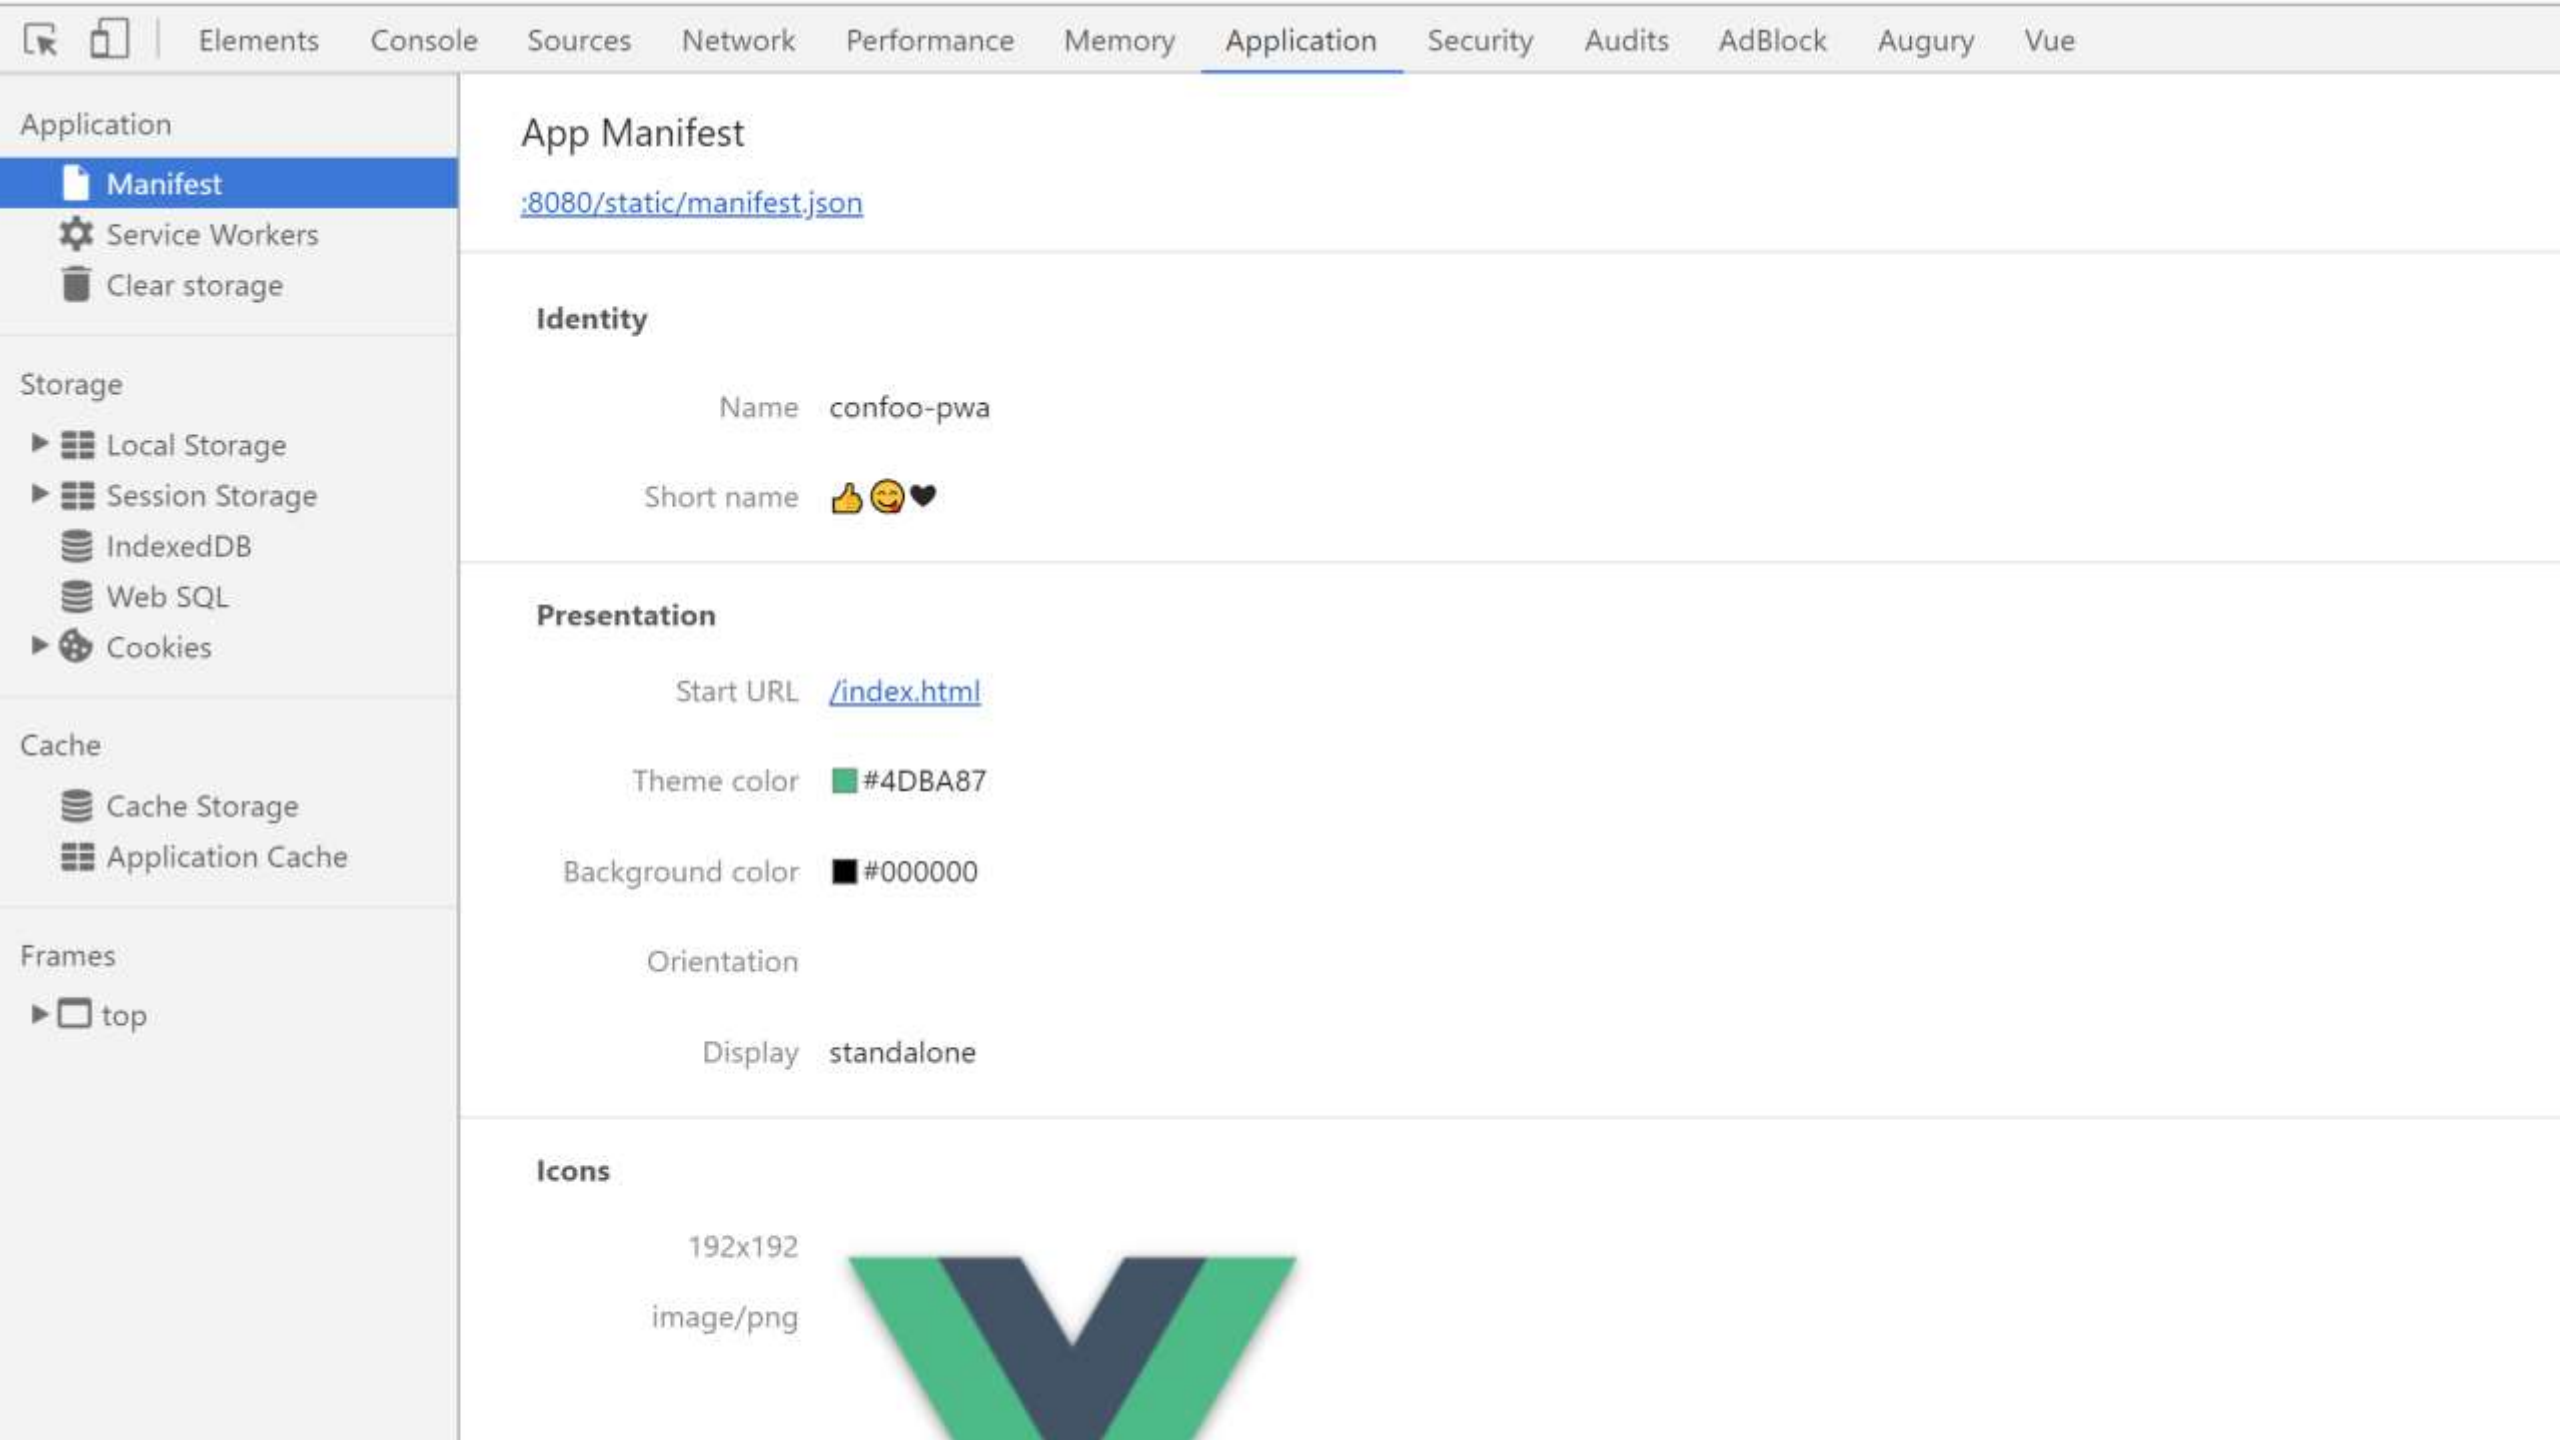 Elements Console Sources Network Performance Memory Application Security Audits AdBlock Augury Vue
Application
Manifest
Service Workers
Clear storage
Storage
Local Storage
Session Storage
IndexedDB
Web SQL
Cookies
Cache
Cache Storage
Application Cache
Frames
top
App Manifest
:8080/static/manifest.json
Identity
Name confoo-pwa
Short name 👍😋🖤
Presentation
Start URL /index.html
Theme color #4DBA87
Background color #000000
Orientation
Display standalone
Icons
192x192
image/png